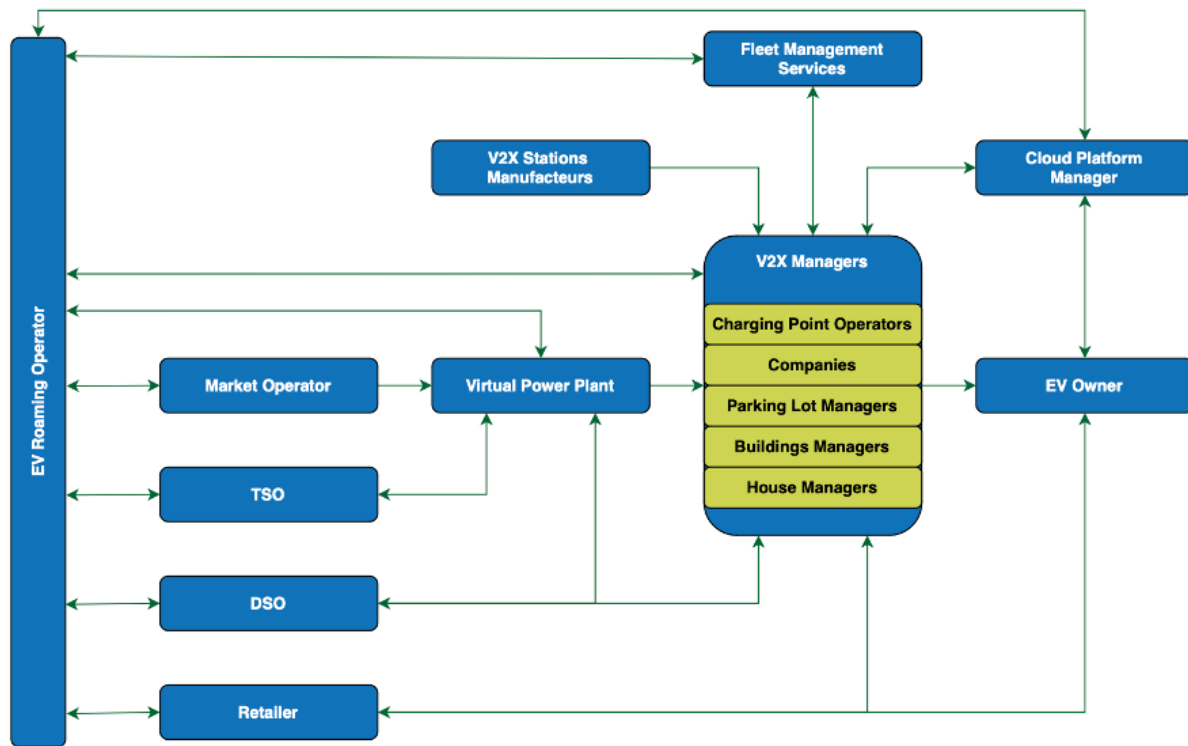 Fleet Management
Services
V2X Stations
Manufacteurs
Cloud Platform
Manager
V2X Managers
Charging Point Operators
Companies
Parking Lot Managers
Buildings Managers
House Managers
EV Roaming Operator
Market Operator
Virtual Power Plant
EV Owner
TSO
DSO
Retailer